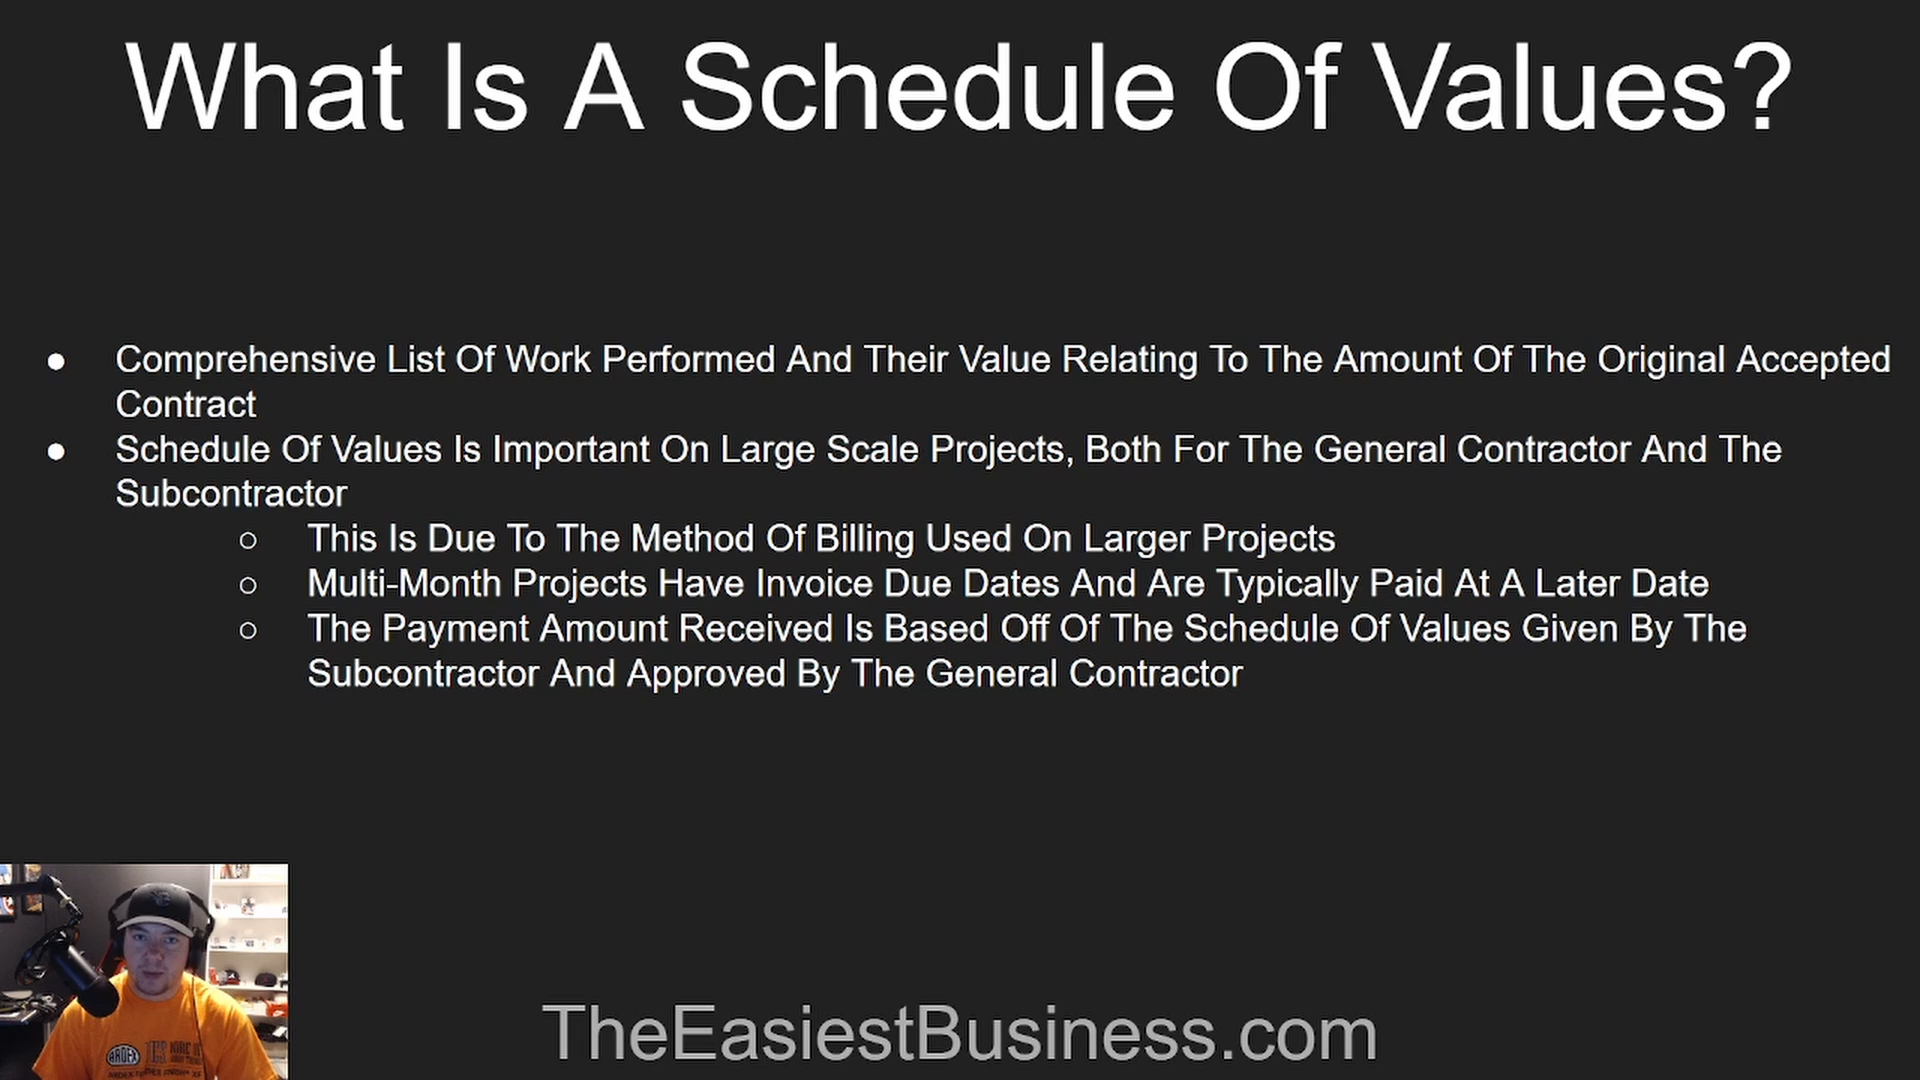 What Is A Schedule Of Values?
● Comprehensive List Of Work Performed And Their Value Relating To The Amount Of The Original Accepted
Contract
● Schedule Of Values Is Important On Large Scale Projects, Both For The General Contractor And The
Subcontractor
○ This Is Due To The Method Of Billing Used On Larger Projects
○ Multi-Month Projects Have Invoice Due Dates And Are Typically Paid At A Later Date
○ The Payment Amount Received Is Based Off Of The Schedule Of Values Given By The
Subcontractor And Approved By The General Contractor
ARDEX
TheEasiestBusiness.com